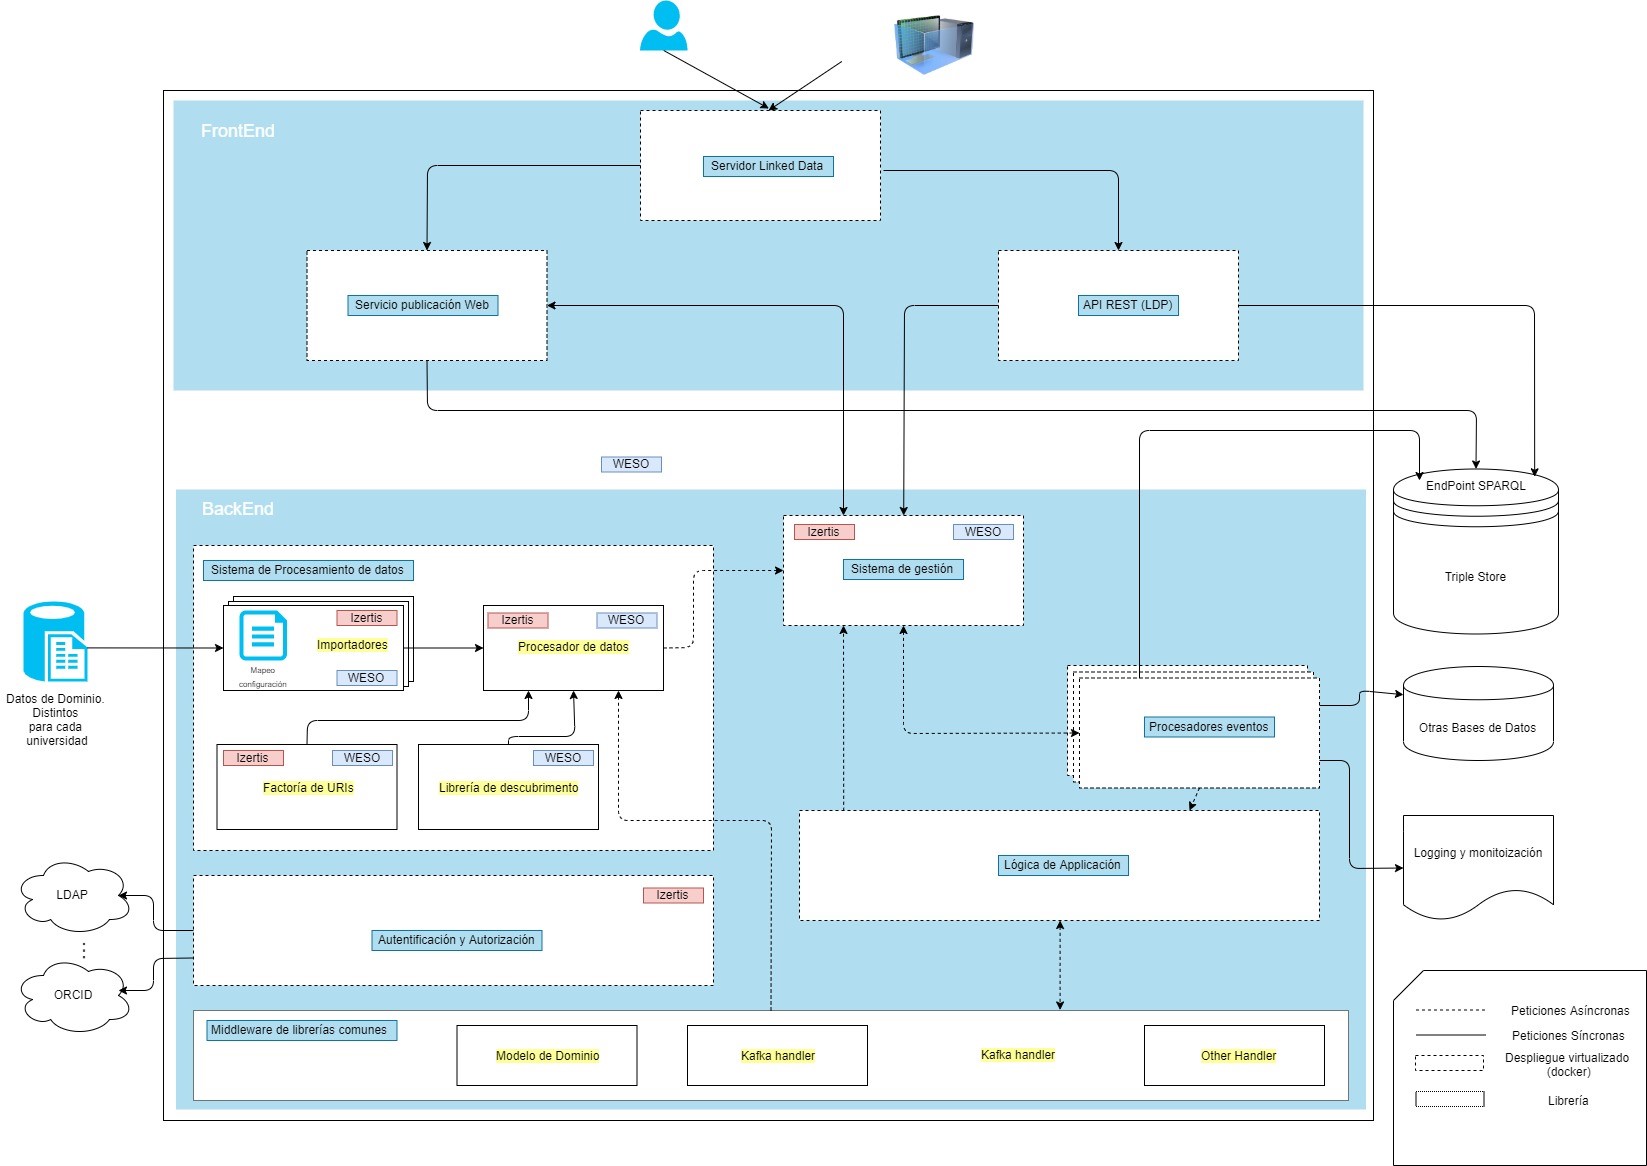 FrontEnd
Servidor Linked Data
Servicio publicación Web
API REST (LDP)
WESO
EndPoint SPARQL
Triple Store
BackEnd
Izertis
WESO
Sistema de gestión
Sistema de Procesamiento de datos
Izertis
Importadores
WESO
Mapeo
configuración
Izertis
WESO
Procesador de datos
Datos de Dominio.
Distintos
para cada
universidad
Izertis
WESO
Factoría de URIs
WESO
Librería de descubrimento
Procesadores eventos
Otras Bases de Datos
Logging y monitoización
Lógica de Applicación
LDAP
ORCID
Izertis
Autentificación y Autorización
Middleware de librerías comunes
Modelo de Dominio
Kafka handler
Kafka handler
Other Handler
Peticiones Asíncronas
Peticiones Síncronas
Despliegue virtualizado
(docker)
Librería